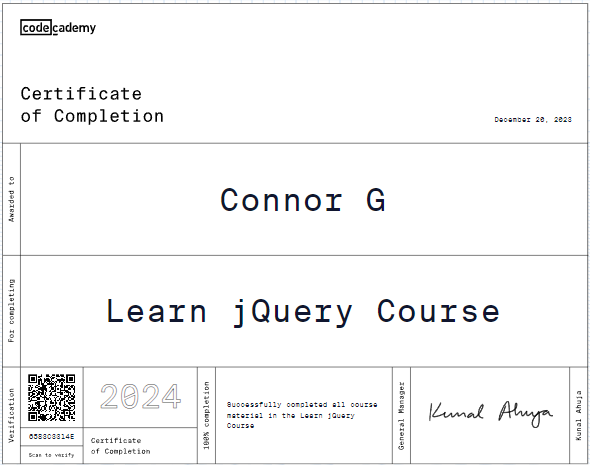 codecademy
Certificate
of Completion
December 20, 2023
Awarded to
Connor G
For completing
Learn jQuery Course
Verification
6583C3314E
Scan to verify
2024
Certificate
of Completion
100% completion
Successfully completed all course
material in the Learn jQuery
Course
General Manager
Kunal Ahuja
Kunal Ahuja